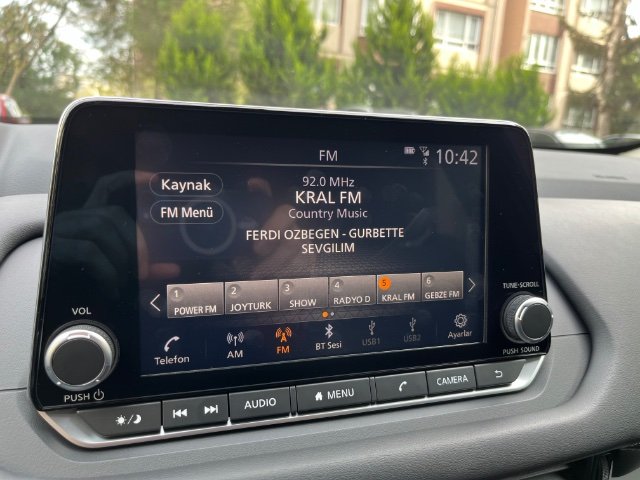 FM
10:42
Kaynak
92.0 MHz
KRAL FM
FM Menü
Country Music
FERDI OZBEGEN - GURBETTE
SEVGILIM
1 2 3 4 5 6
POWER FM JOYTURK SHOW RADYO D KRAL FM GEBZE FM
Telefon AM FM BT Sesi USB1 USB2 Ayarlar
VOL
PUSH
TUNE·SCROLL
PUSH SOUND
AUDIO MENU CAMERA